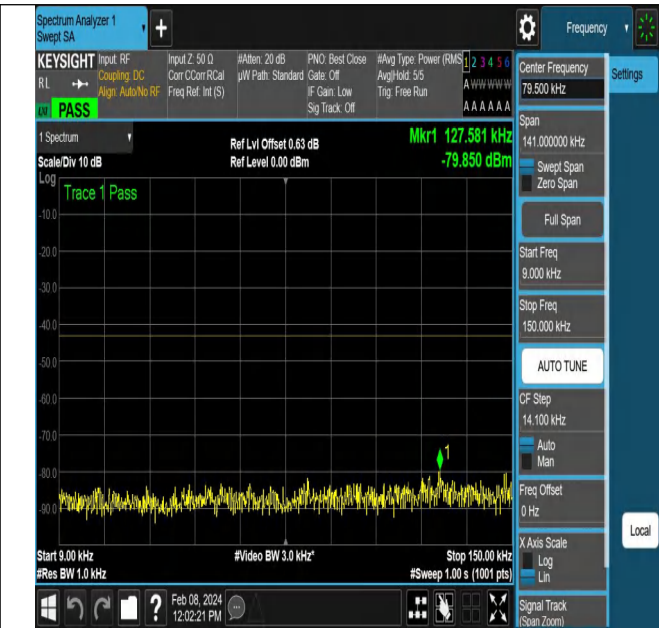 Spectrum Analyzer 1
Swept SA
+
Frequency
KEYSIGHT
RL
PASS
Input: RF
Coupling: DC
Align: Auto/No RF
Input Z: 50 Ω
Corr CCorr RCal
Freq Ref: Int (S)
#Atten: 20 dB
µW Path: Standard
PNO: Best Close
Gate: Off
IF Gain: Low
Sig Track: Off
#Avg Type: Power (RMS
Avg|Hold: 5/5
Trig: Free Run
1 2 3 4 5 6
A W W W W W
A A A A A A
1 Spectrum
Scale/Div 10 dB
Ref Lvl Offset 0.63 dB
Ref Level 0.00 dBm
Mkr1 127.581 kHz
-79.850 dBm
Log
Trace 1 Pass
-10.0
-20.0
-30.0
-40.0
-50.0
-60.0
-70.0
-80.0
-90.0
1
Start 9.00 kHz
#Res BW 1.0 kHz
#Video BW 3.0 kHz*
Stop 150.00 kHz
#Sweep 1.00 s (1001 pts)
Feb 08, 2024
12:02:21 PM
Center Frequency
79.500 kHz
Settings
Span
141.000000 kHz
Swept Span
Zero Span
Full Span
Start Freq
9.000 kHz
Stop Freq
150.000 kHz
AUTO TUNE
CF Step
14.100 kHz
Auto
Man
Freq Offset
0 Hz
X Axis Scale
Log
Lin
Local
Signal Track
(Span Zoom)